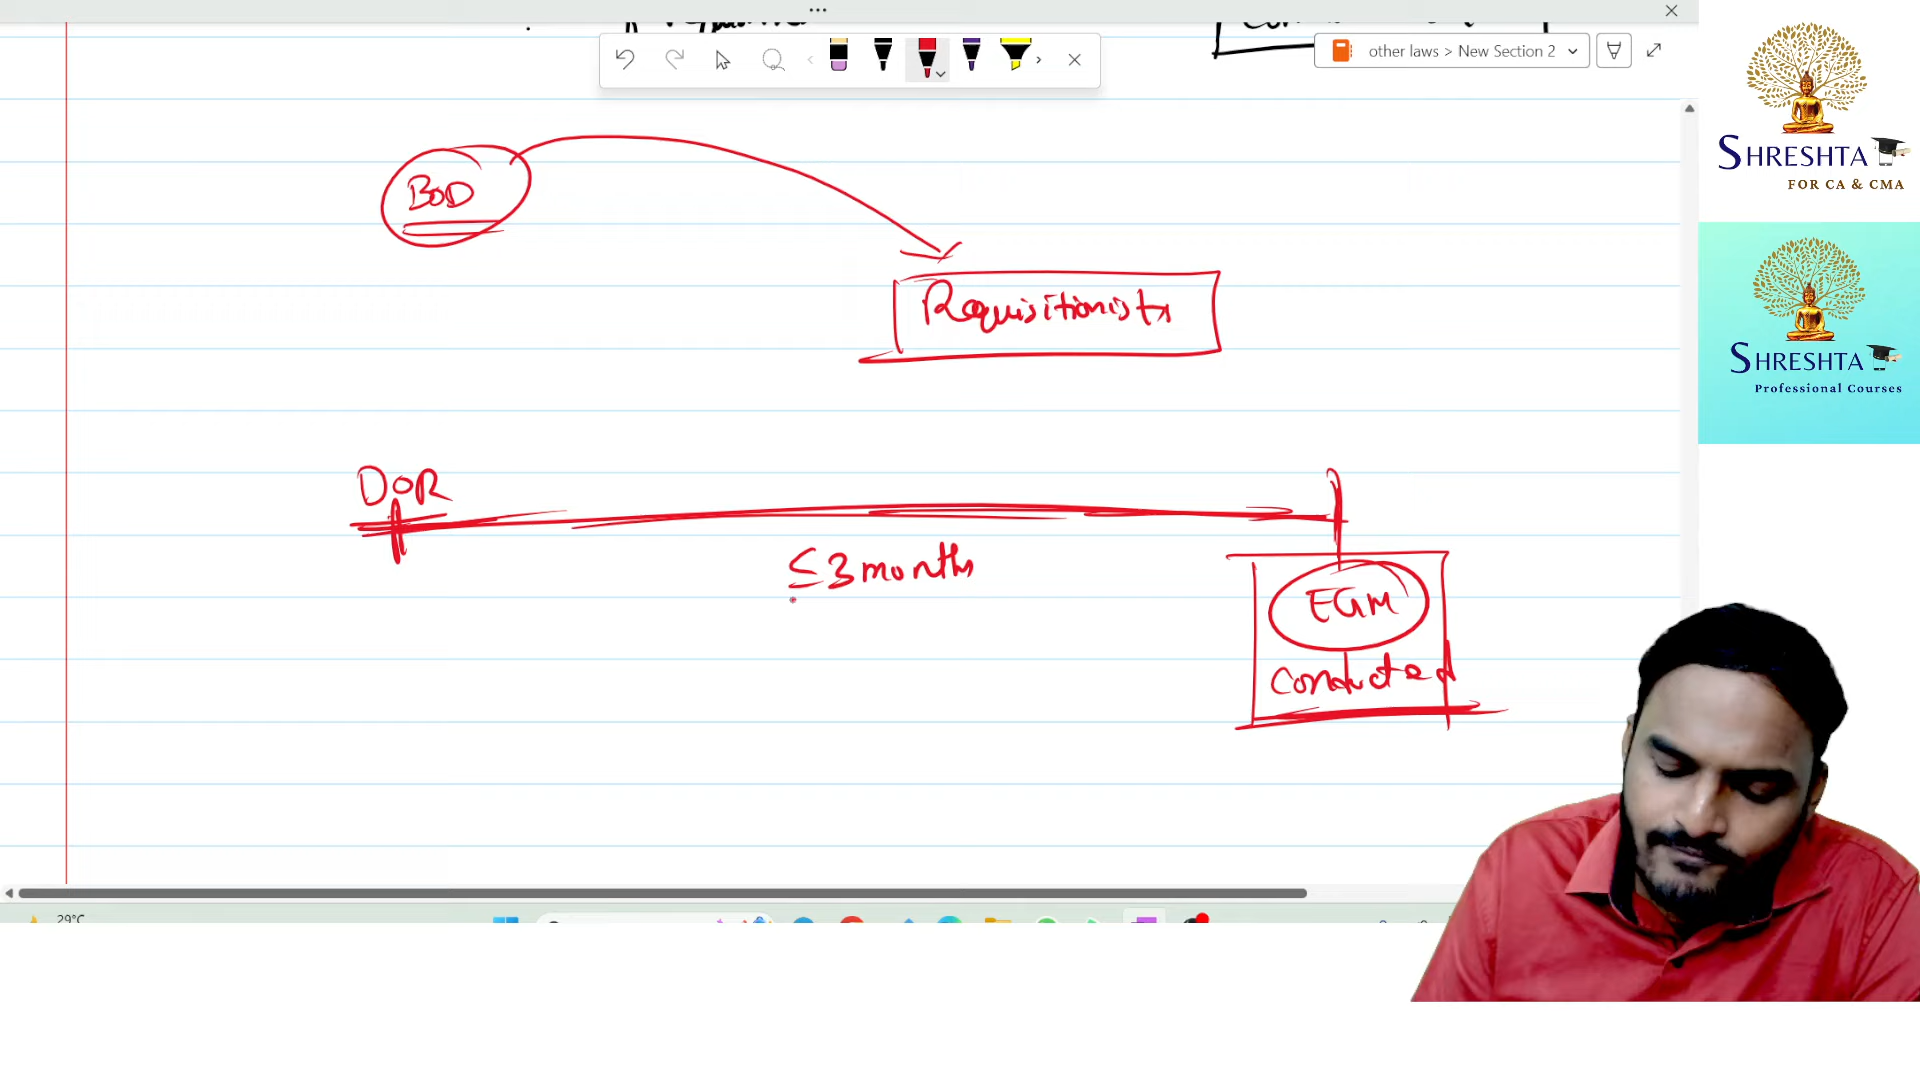 other laws > New Section 2
SHRESHTA
FOR CA & CMA
BOD
Requisitionists
SHRESHTA
Professional Courses
DOR
≤ 3 months
EGM
conducted
29°C